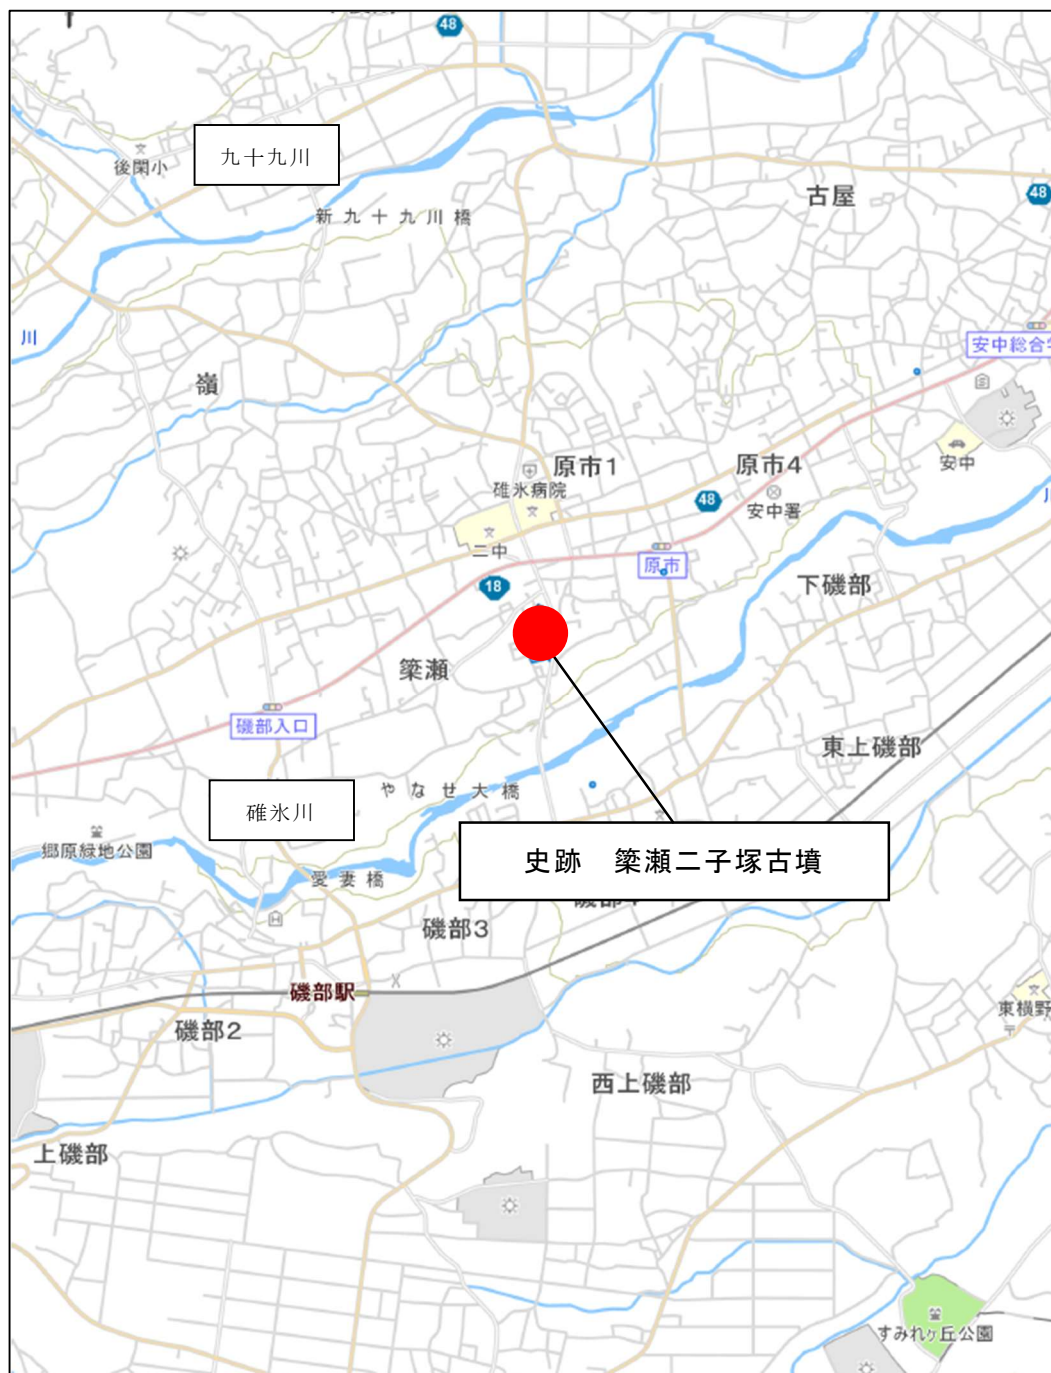 48
九十九川
後閑小
新九十九川橋
古屋
48
川
安中総合学
嶺
原市1
原市4
碓氷病院
安中
48
安中署
二中
原市
18
下磯部
簗瀬
磯部入口
東上磯部
やなせ大橋
碓氷川
郷原緑地公園
史跡　簗瀬二子塚古墳
愛妻橋
磯部3
磯部駅
東横野
磯部2
西上磯部
上磯部
すみれヶ丘公園